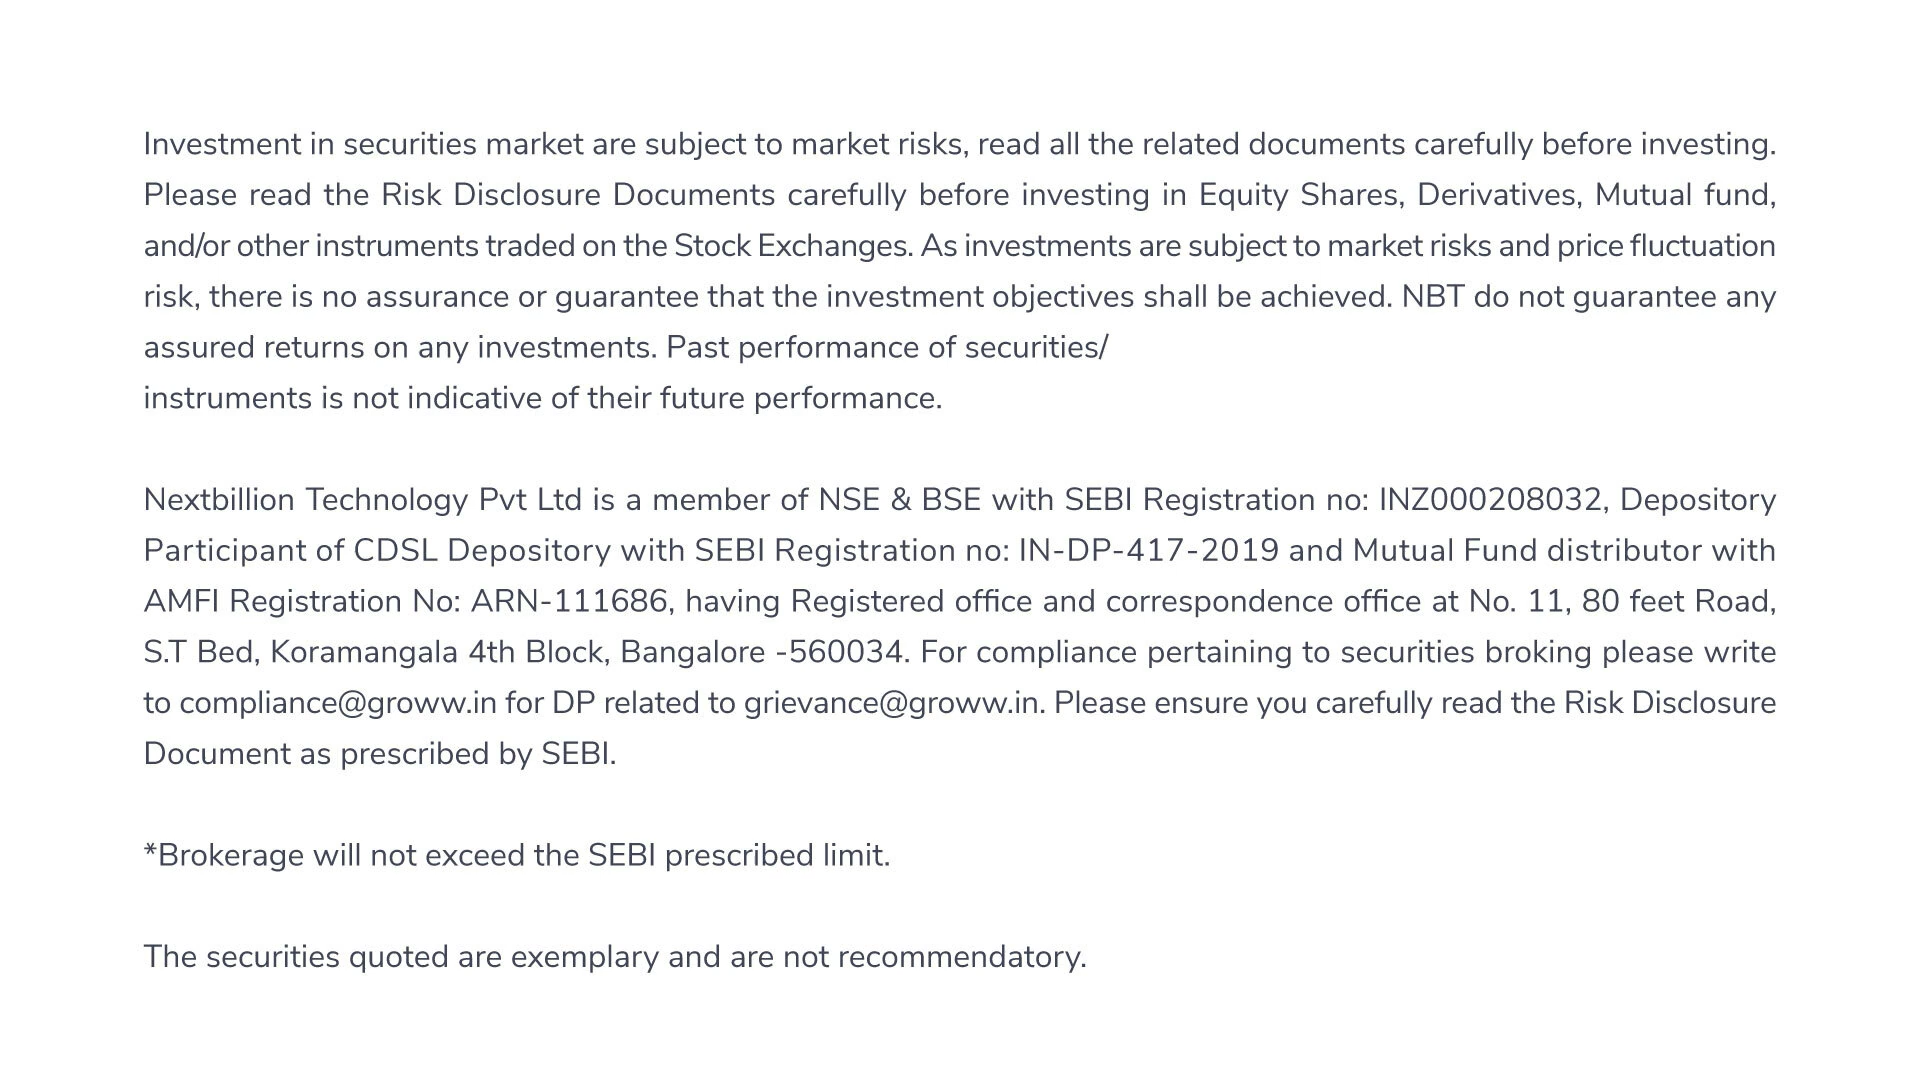 Investment in securities market are subject to market risks, read all the related documents carefully before investing.
Please read the Risk Disclosure Documents carefully before investing in Equity Shares, Derivatives, Mutual fund,
and/or other instruments traded on the Stock Exchanges. As investments are subject to market risks and price fluctuation
risk, there is no assurance or guarantee that the investment objectives shall be achieved. NBT do not guarantee any
assured returns on any investments. Past performance of securities/
instruments is not indicative of their future performance.
Nextbillion Technology Pvt Ltd is a member of NSE & BSE with SEBI Registration no: INZ000208032, Depository
Participant of CDSL Depository with SEBI Registration no: IN-DP-417-2019 and Mutual Fund distributor with
AMFI Registration No: ARN-111686, having Registered office and correspondence office at No. 11, 80 feet Road,
S.T Bed, Koramangala 4th Block, Bangalore -560034. For compliance pertaining to securities broking please write
to compliance@groww.in for DP related to grievance@groww.in. Please ensure you carefully read the Risk Disclosure
Document as prescribed by SEBI.
*Brokerage will not exceed the SEBI prescribed limit.
The securities quoted are exemplary and are not recommendatory.